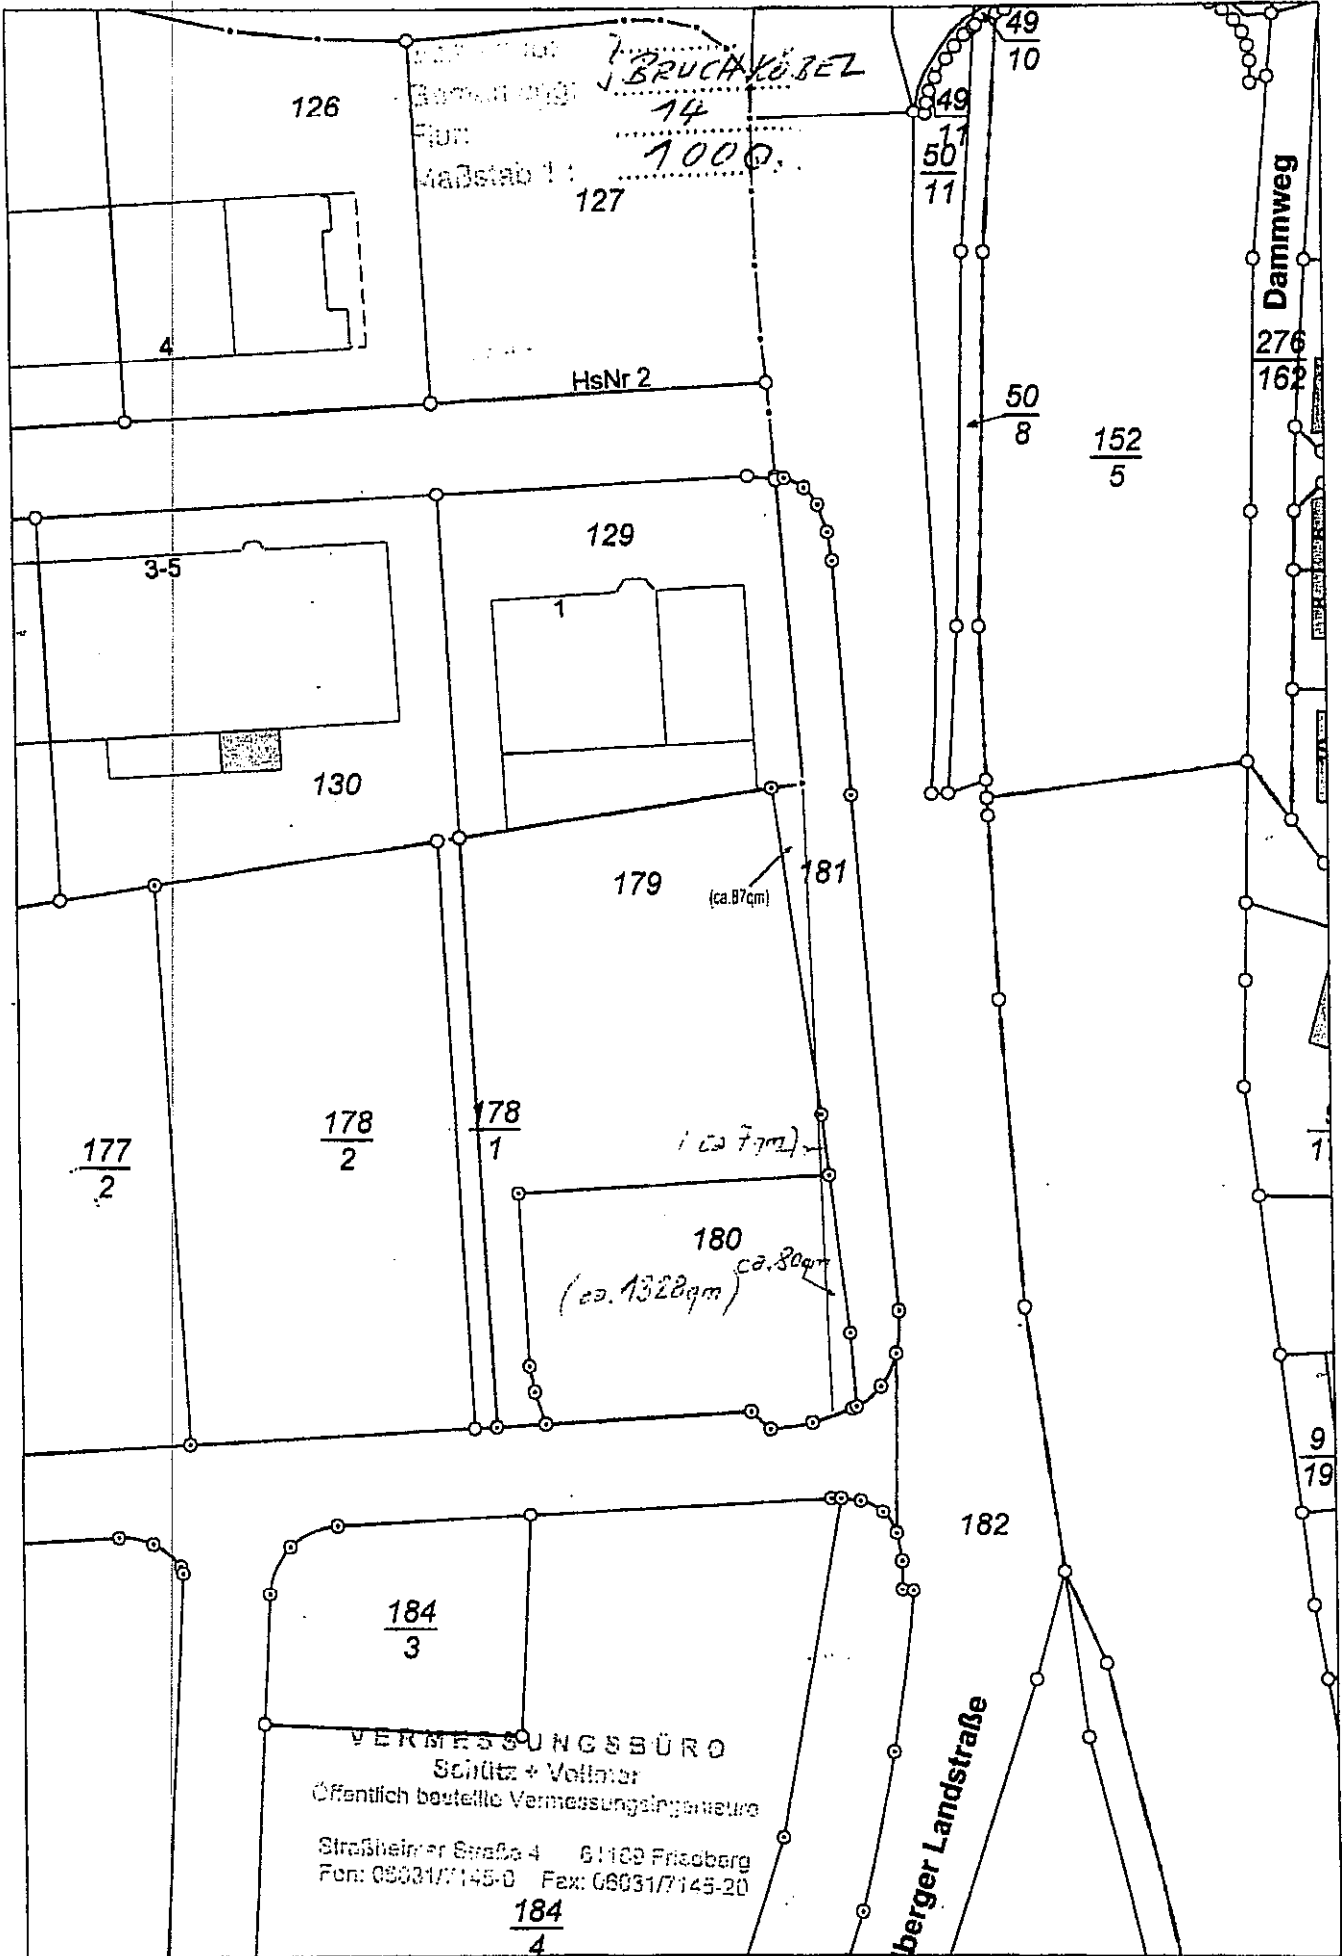 49
10
BRUCHKÖBEL
126
14
49
11
Flur:
50
11
Maßstab 1: 1000.
127
Dammweg
4
276
162
HsNr 2
50
8
152
5
129
3-5
1
130
179
181
(ca.87qm)
178
2
178
1
177
2
(ca 7qm)
180
ca.80qm
(ca.1328qm)
9
19
182
184
3
VERMESSUNGSBÜRO
Schütz + Vollmar
Öffentlich bestellte Vermessungsingenieure
Straßheimer Straße 4 61169 Friedberg
Fon: 06031/7145-0 Fax: 06031/7145-20
184
4
berger Landstraße